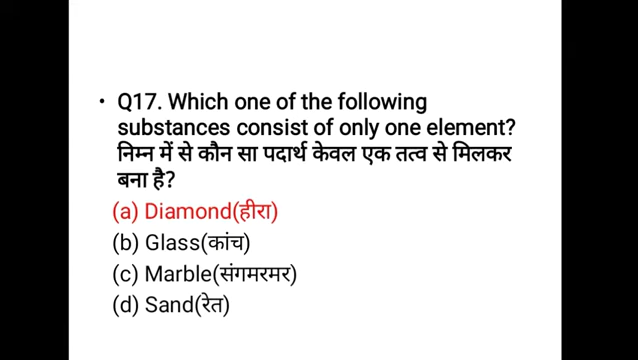 • Q17. Which one of the following
substances consist of only one element?
निम्न में से कौन सा पदार्थ केवल एक तत्व से मिलकर
बना है?
(a) Diamond(हीरा)
(b) Glass(कांच)
(c) Marble(संगमरमर)
(d) Sand(रेत)